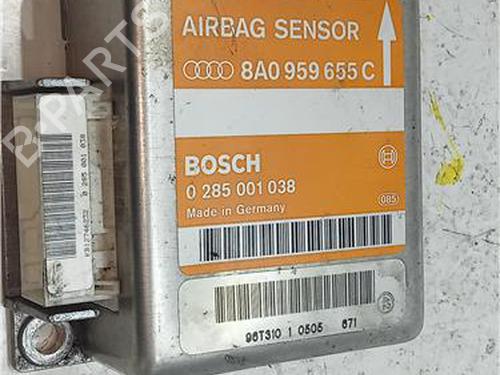 AIRBAG SENSOR
8A0 959 655 C
BOSCH
0 285 001 038
Made in Germany
085
96T310 1 0505 671
0 285 001 038
B-PARTS